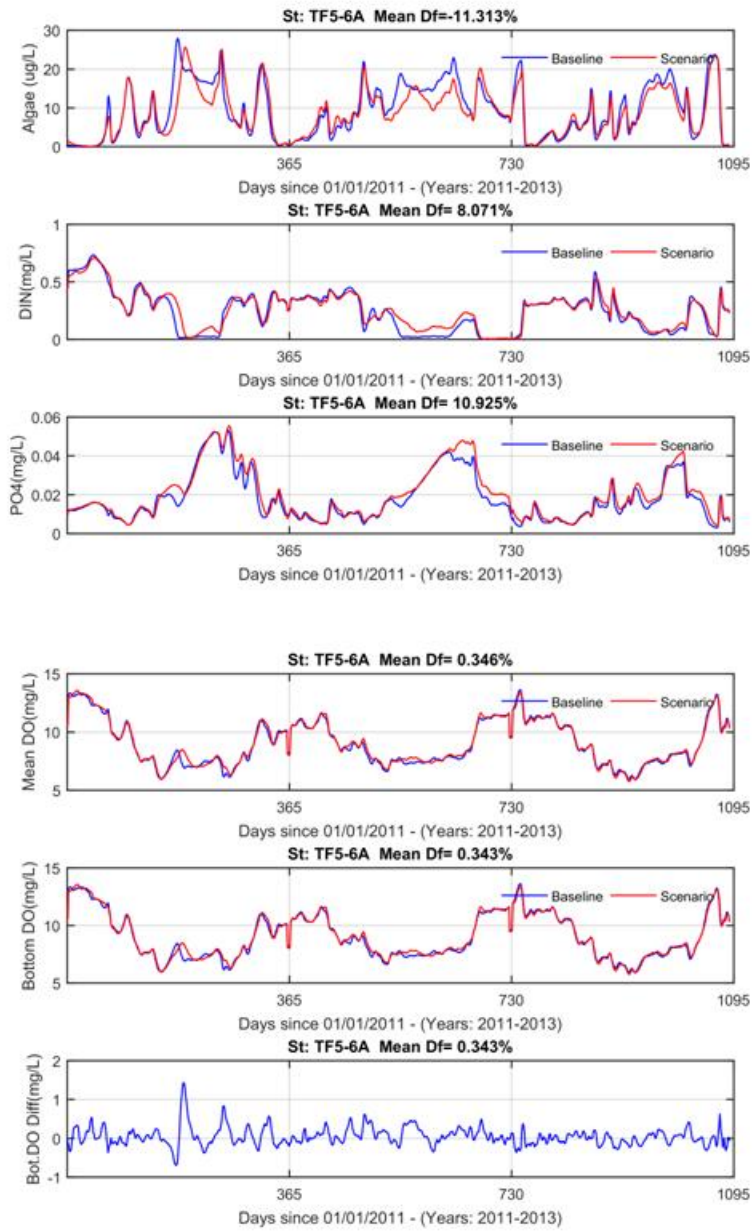 St: TF5-6A Mean Df=-11.313%
30
20
10
0
Algae (ug/L)
Baseline Scenario
365 730 1095
Days since 01/01/2011 - (Years: 2011-2013)
St: TF5-6A Mean Df= 8.071%
1
0.5
0
DIN(mg/L)
Baseline Scenario
365 730 1095
Days since 01/01/2011 - (Years: 2011-2013)
St: TF5-6A Mean Df= 10.925%
0.06
0.04
0.02
0
PO4(mg/L)
Baseline Scenario
365 730 1095
Days since 01/01/2011 - (Years: 2011-2013)
St: TF5-6A Mean Df= 0.346%
15
10
5
Mean DO(mg/L)
Baseline Scenario
365 730 1095
Days since 01/01/2011 - (Years: 2011-2013)
St: TF5-6A Mean Df= 0.343%
15
10
5
Bottom DO(mg/L)
Baseline Scenario
365 730 1095
Days since 01/01/2011 - (Years: 2011-2013)
St: TF5-6A Mean Df= 0.343%
2
1
0
-1
Bot.DO Diff(mg/L)
365 730 1095
Days since 01/01/2011 - (Years: 2011-2013)